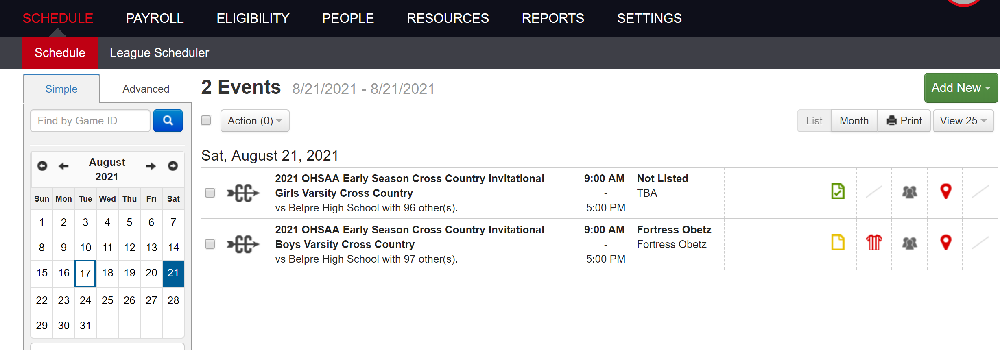 SCHEDULE PAYROLL ELIGIBILITY PEOPLE RESOURCES REPORTS SETTINGS
Schedule League Scheduler
Simple Advanced
Find by Game ID
August
2021
Sun Mon Tue Wed Thu Fri Sat
1 2 3 4 5 6 7
8 9 10 11 12 13 14
15 16 17 18 19 20 21
22 23 24 25 26 27 28
29 30 31
2 Events 8/21/2021 - 8/21/2021
Add New
Action (0)
List Month Print View 25
Sat, August 21, 2021
CC
2021 OHSAA Early Season Cross Country Invitational
Girls Varsity Cross Country
vs Belpre High School with 96 other(s).
9:00 AM
-
5:00 PM
Not Listed
TBA
CC
2021 OHSAA Early Season Cross Country Invitational
Boys Varsity Cross Country
vs Belpre High School with 97 other(s).
9:00 AM
-
5:00 PM
Fortress Obetz
Fortress Obetz